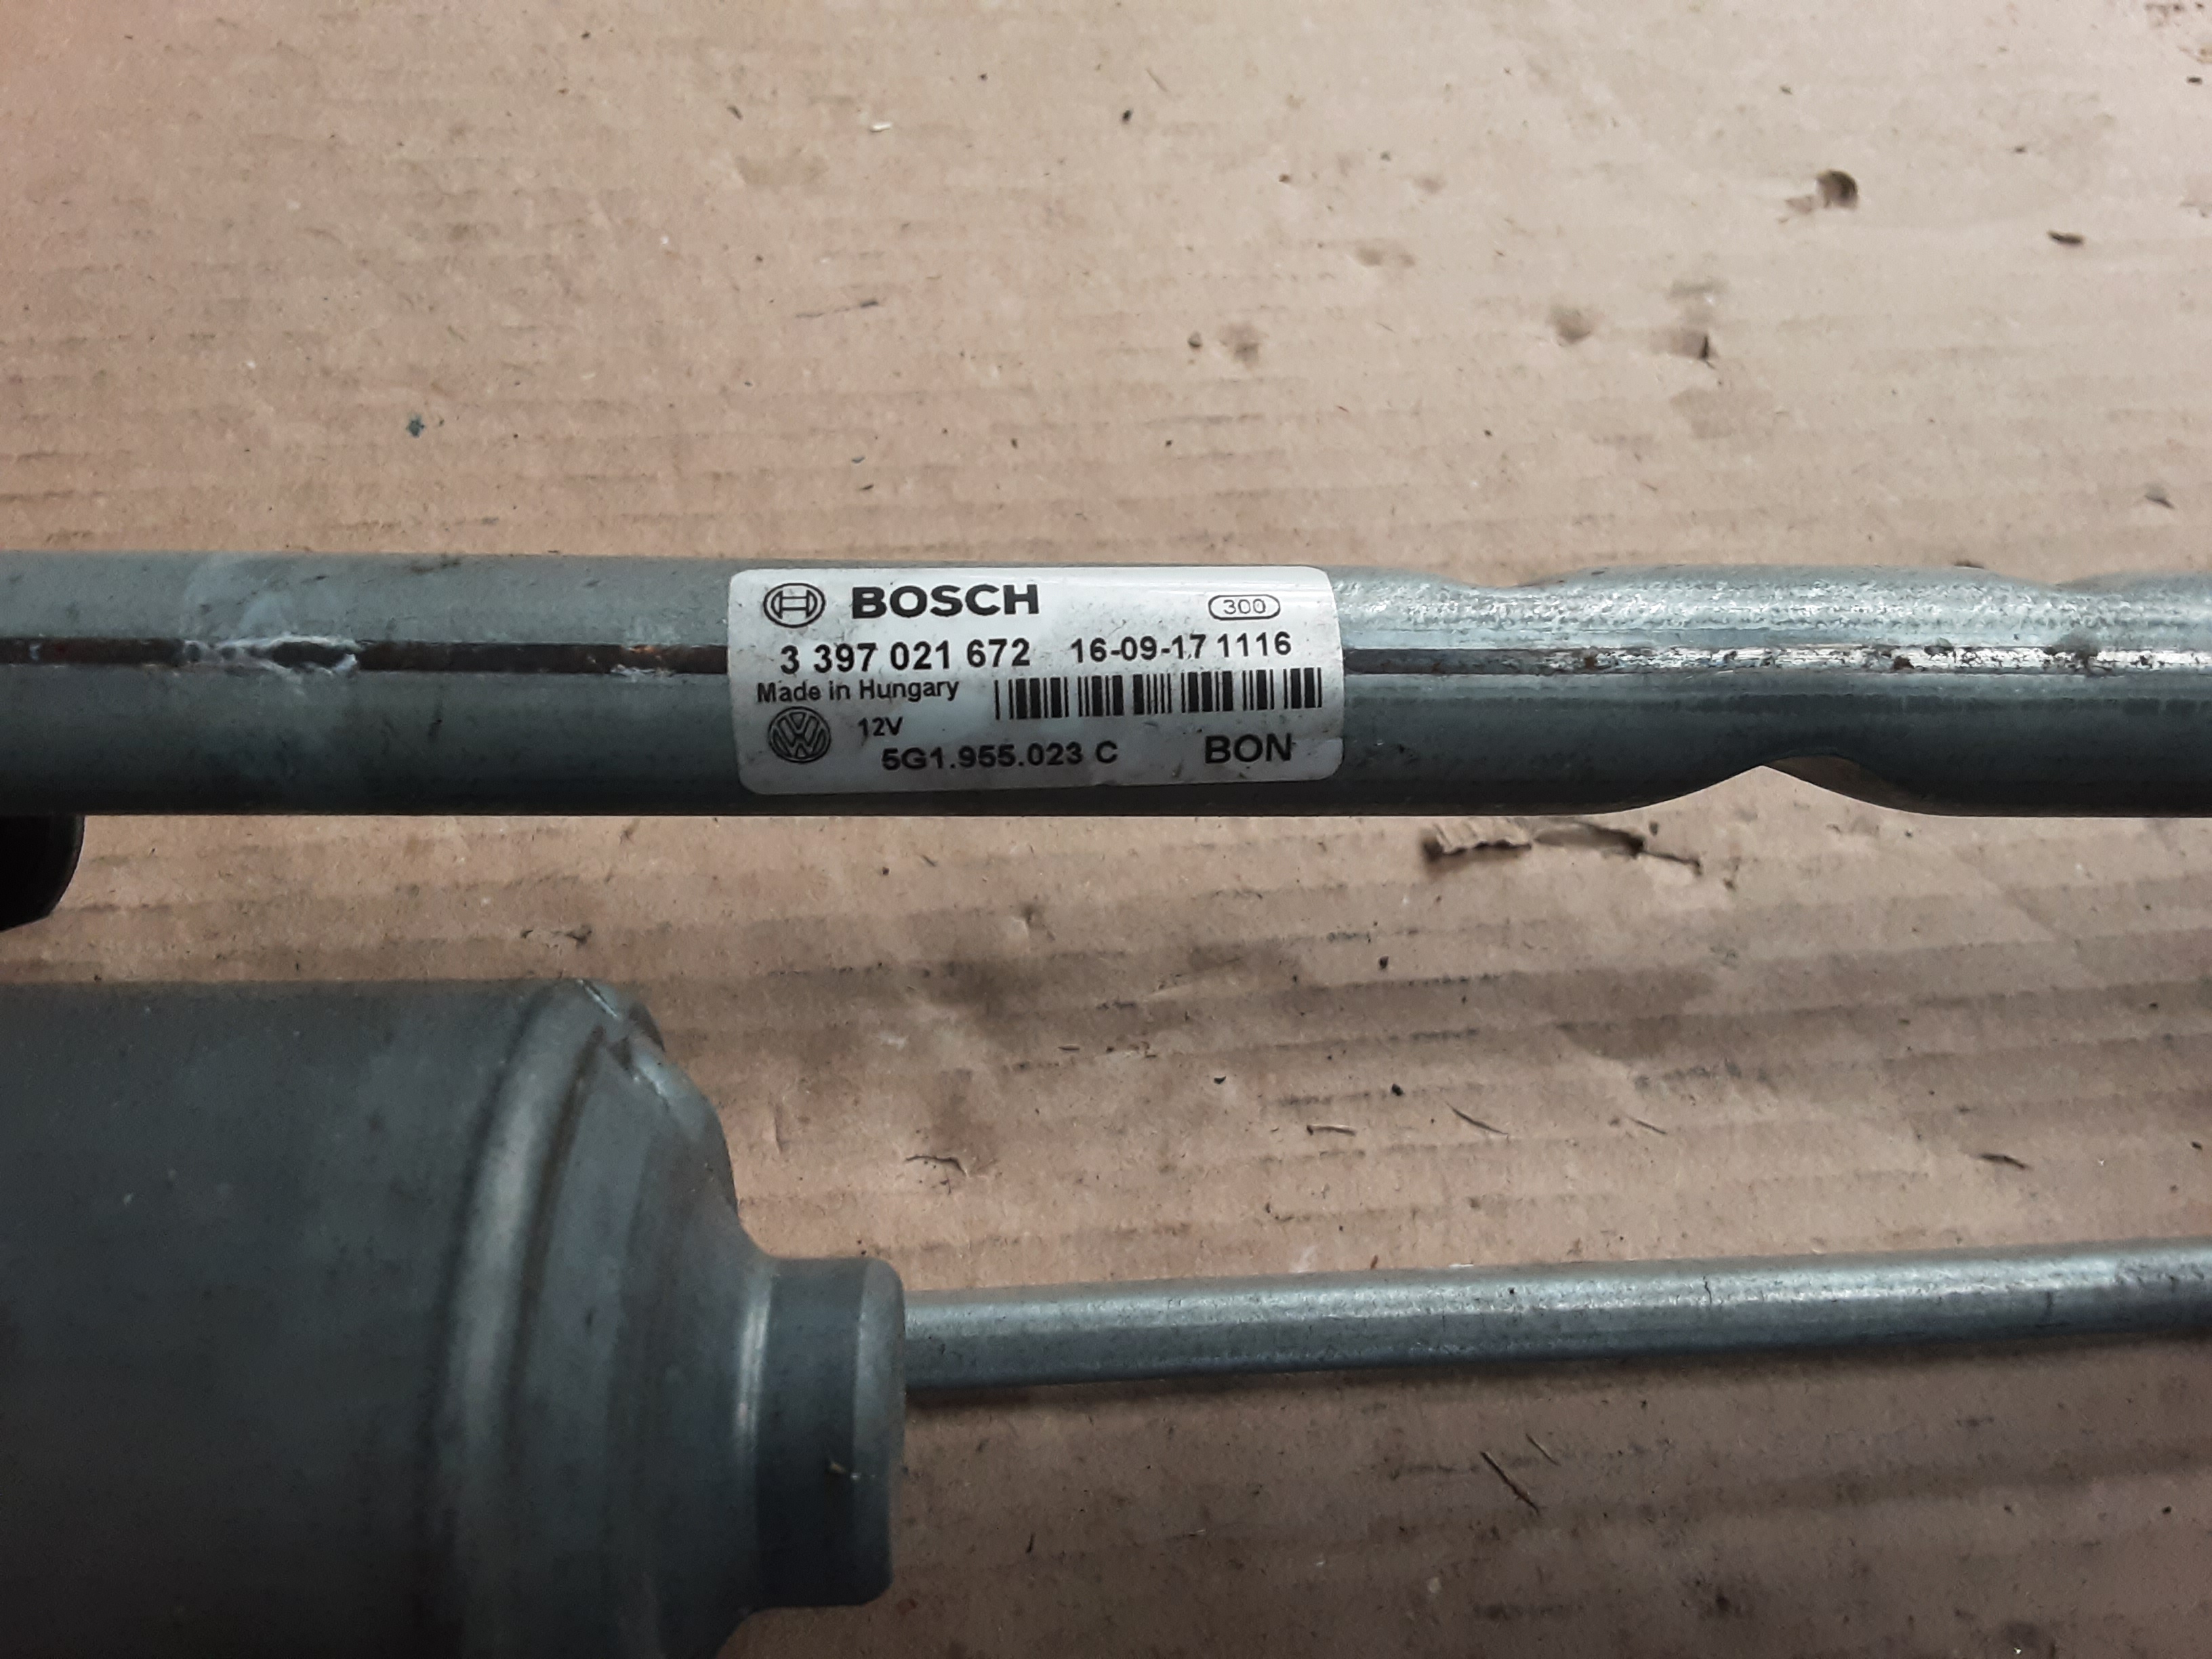 BOSCH 300
3 397 021 672 16-09-17 1116
Made in Hungary
12V
5G1.955.023 C BON